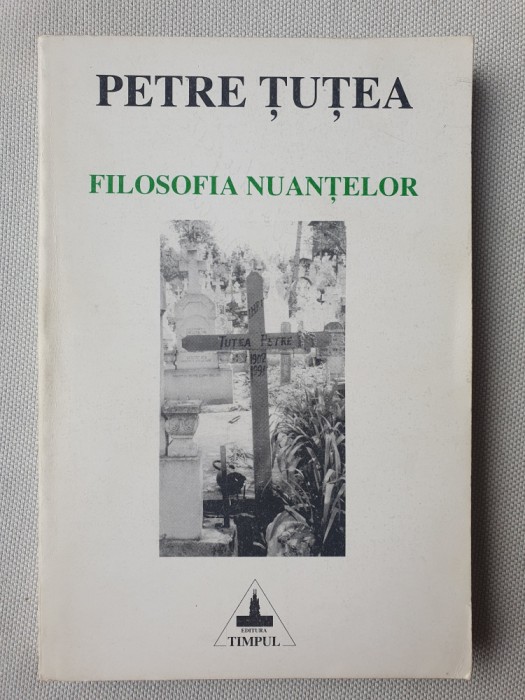 PETRE ȚUȚEA
FILOSOFIA NUANȚELOR
ȚUȚEA PETRE
1902
1991
EDITURA
TIMPUL